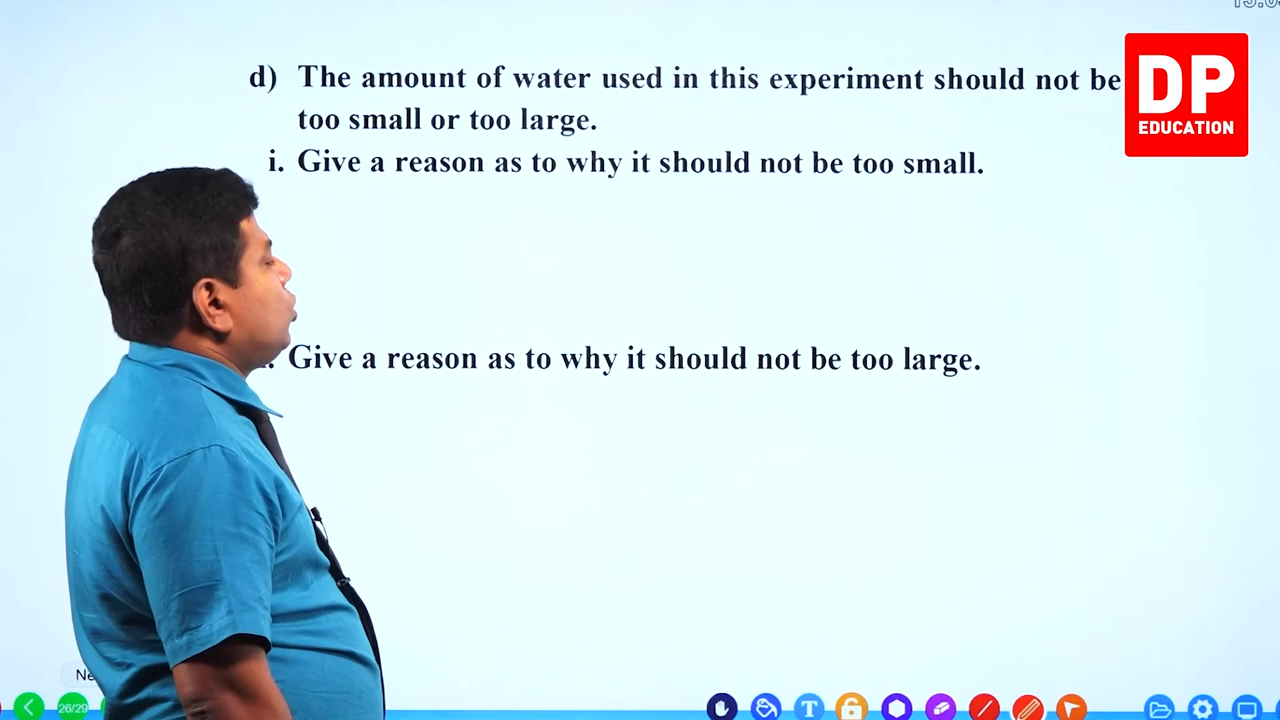 d) The amount of water used in this experiment should not be
too small or too large.
i. Give a reason as to why it should not be too small.
Give a reason as to why it should not be too large.
DP
EDUCATION
26/29
T